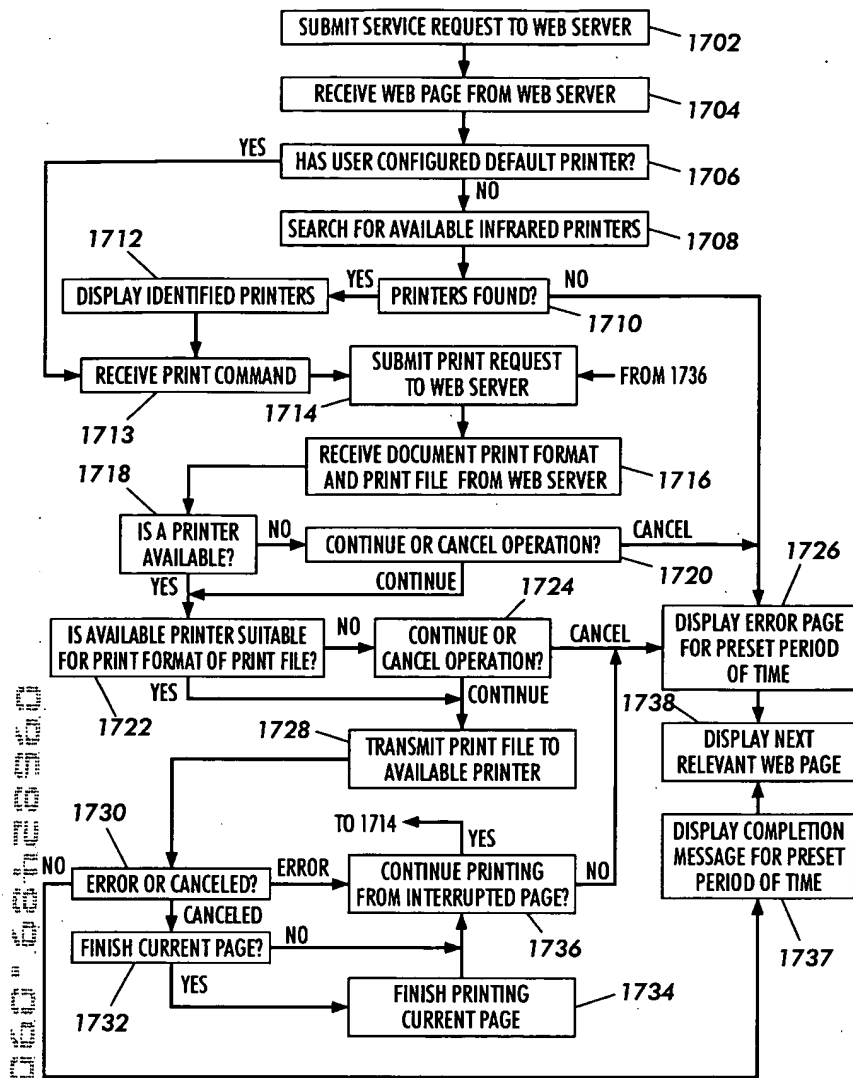 SUBMIT SERVICE REQUEST TO WEB SERVER
1702
RECEIVE WEB PAGE FROM WEB SERVER
1704
YES
HAS USER CONFIGURED DEFAULT PRINTER?
1706
NO
SEARCH FOR AVAILABLE INFRARED PRINTERS
1708
1712
DISPLAY IDENTIFIED PRINTERS
YES
PRINTERS FOUND?
NO
1710
RECEIVE PRINT COMMAND
1713
SUBMIT PRINT REQUEST
TO WEB SERVER
1714
FROM 1736
RECEIVE DOCUMENT PRINT FORMAT
AND PRINT FILE FROM WEB SERVER
1716
1718
IS A PRINTER
AVAILABLE?
NO
CONTINUE OR CANCEL OPERATION?
CANCEL
1720
YES
CONTINUE
1724
1726
IS AVAILABLE PRINTER SUITABLE
FOR PRINT FORMAT OF PRINT FILE?
NO
CONTINUE OR
CANCEL OPERATION?
CANCEL
DISPLAY ERROR PAGE
FOR PRESET PERIOD
OF TIME
1722
YES
CONTINUE
1738
1728
TRANSMIT PRINT FILE TO
AVAILABLE PRINTER
DISPLAY NEXT
RELEVANT WEB PAGE
1730
TO 1714
YES
DISPLAY COMPLETION
MESSAGE FOR PRESET
PERIOD OF TIME
1737
NO
ERROR OR CANCELED?
ERROR
CONTINUE PRINTING
FROM INTERRUPTED PAGE?
NO
1736
CANCELED
FINISH CURRENT PAGE?
NO
1732
YES
FINISH PRINTING
CURRENT PAGE
1734